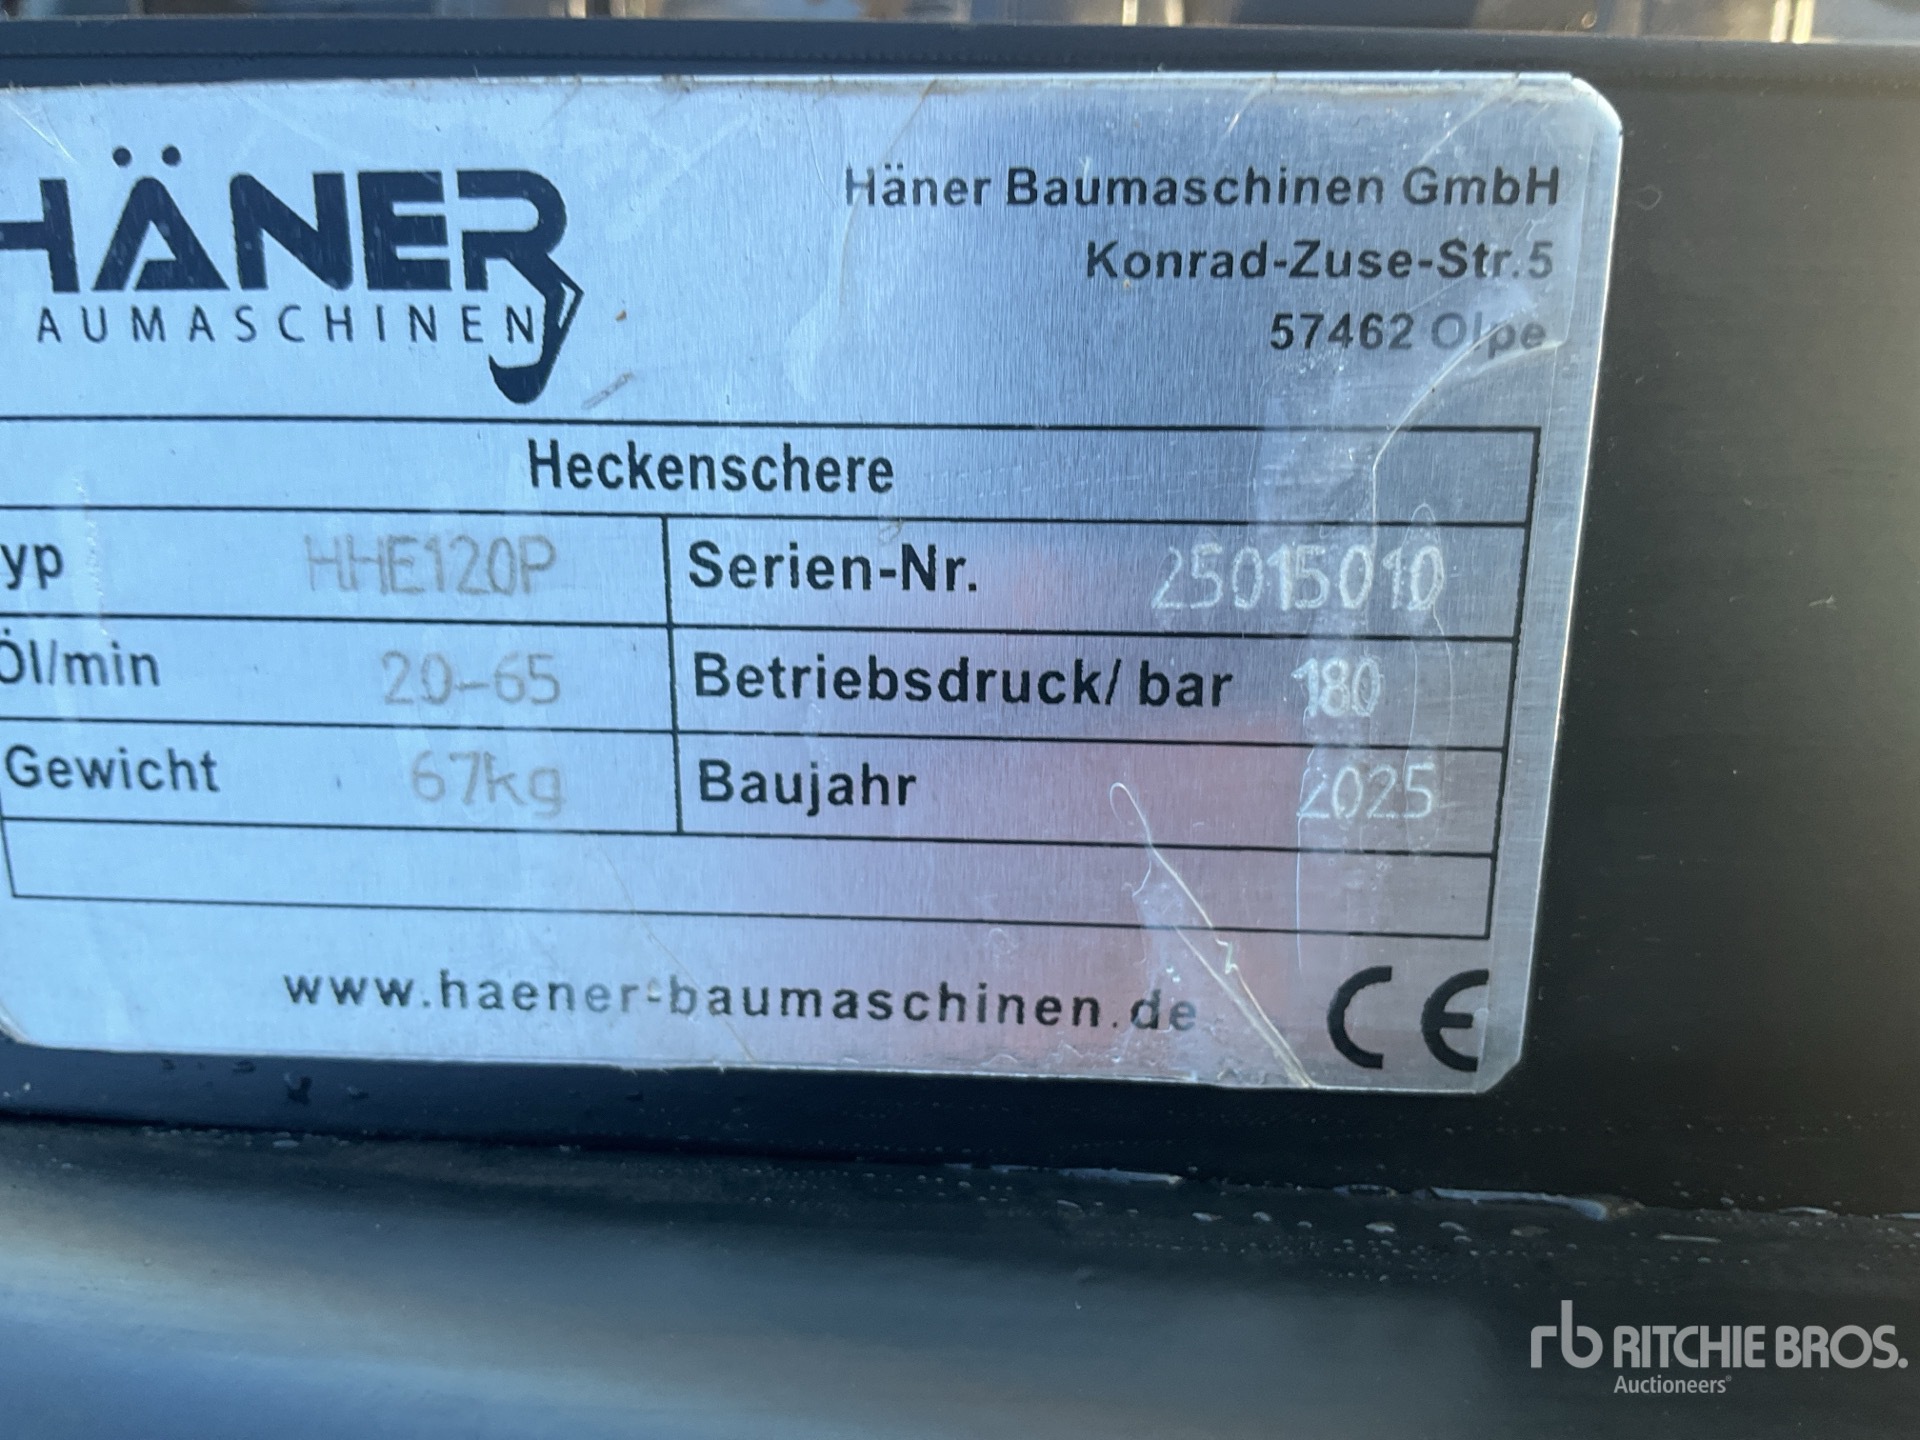 HÄNER
AUMASCHINEN
Häner Baumaschinen GmbH
Konrad-Zuse-Str.5
57462 Olpe
Heckenschere
yp HHE120P Serien-Nr. 25015010
Öl/min 20-65 Betriebsdruck/ bar 180
Gewicht 67kg Baujahr 2025
www.haener-baumaschinen.de CE
rb RITCHIE BROS.
Auctioneers